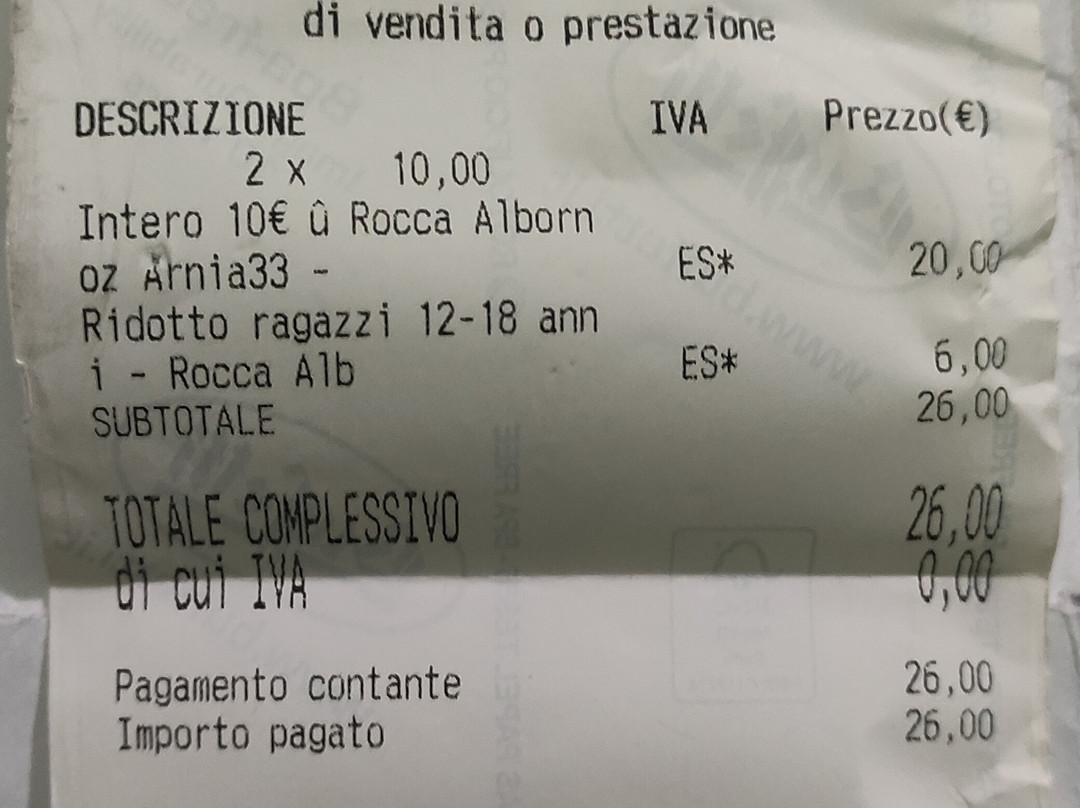 di vendita o prestazione
DESCRIZIONE IVA Prezzo(€)
2 x 10,00
Intero 10€ û Rocca Alborn
oz Arnia33 - ES* 20,00
Ridotto ragazzi 12-18 ann
i - Rocca Alb ES* 6,00
SUBTOTALE 26,00
TOTALE COMPLESSIVO 26,00
di cui IVA 0,00
Pagamento contante 26,00
Importo pagato 26,00